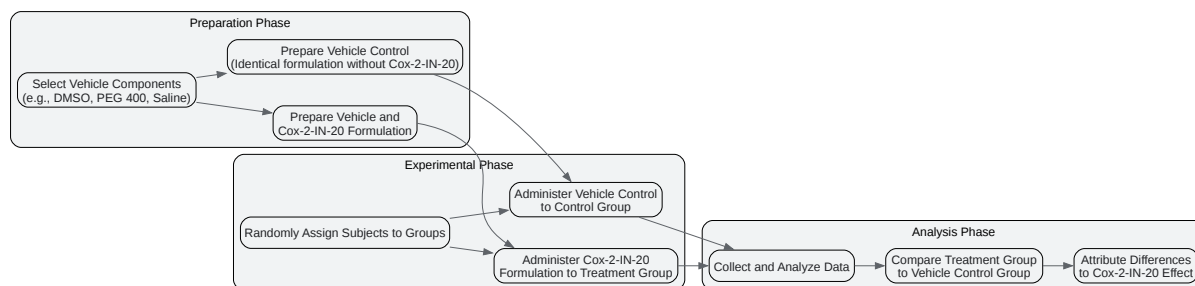 Preparation Phase
Prepare Vehicle Control
(Identical formulation without Cox-2-IN-20)
Select Vehicle Components
(e.g., DMSO, PEG 400, Saline)
Prepare Vehicle and
Cox-2-IN-20 Formulation
Experimental Phase
Administer Vehicle Control
to Control Group
Randomly Assign Subjects to Groups
Administer Cox-2-IN-20
Formulation to Treatment Group
Analysis Phase
Collect and Analyze Data
Compare Treatment Group
to Vehicle Control Group
Attribute Differences
to Cox-2-IN-20 Effect